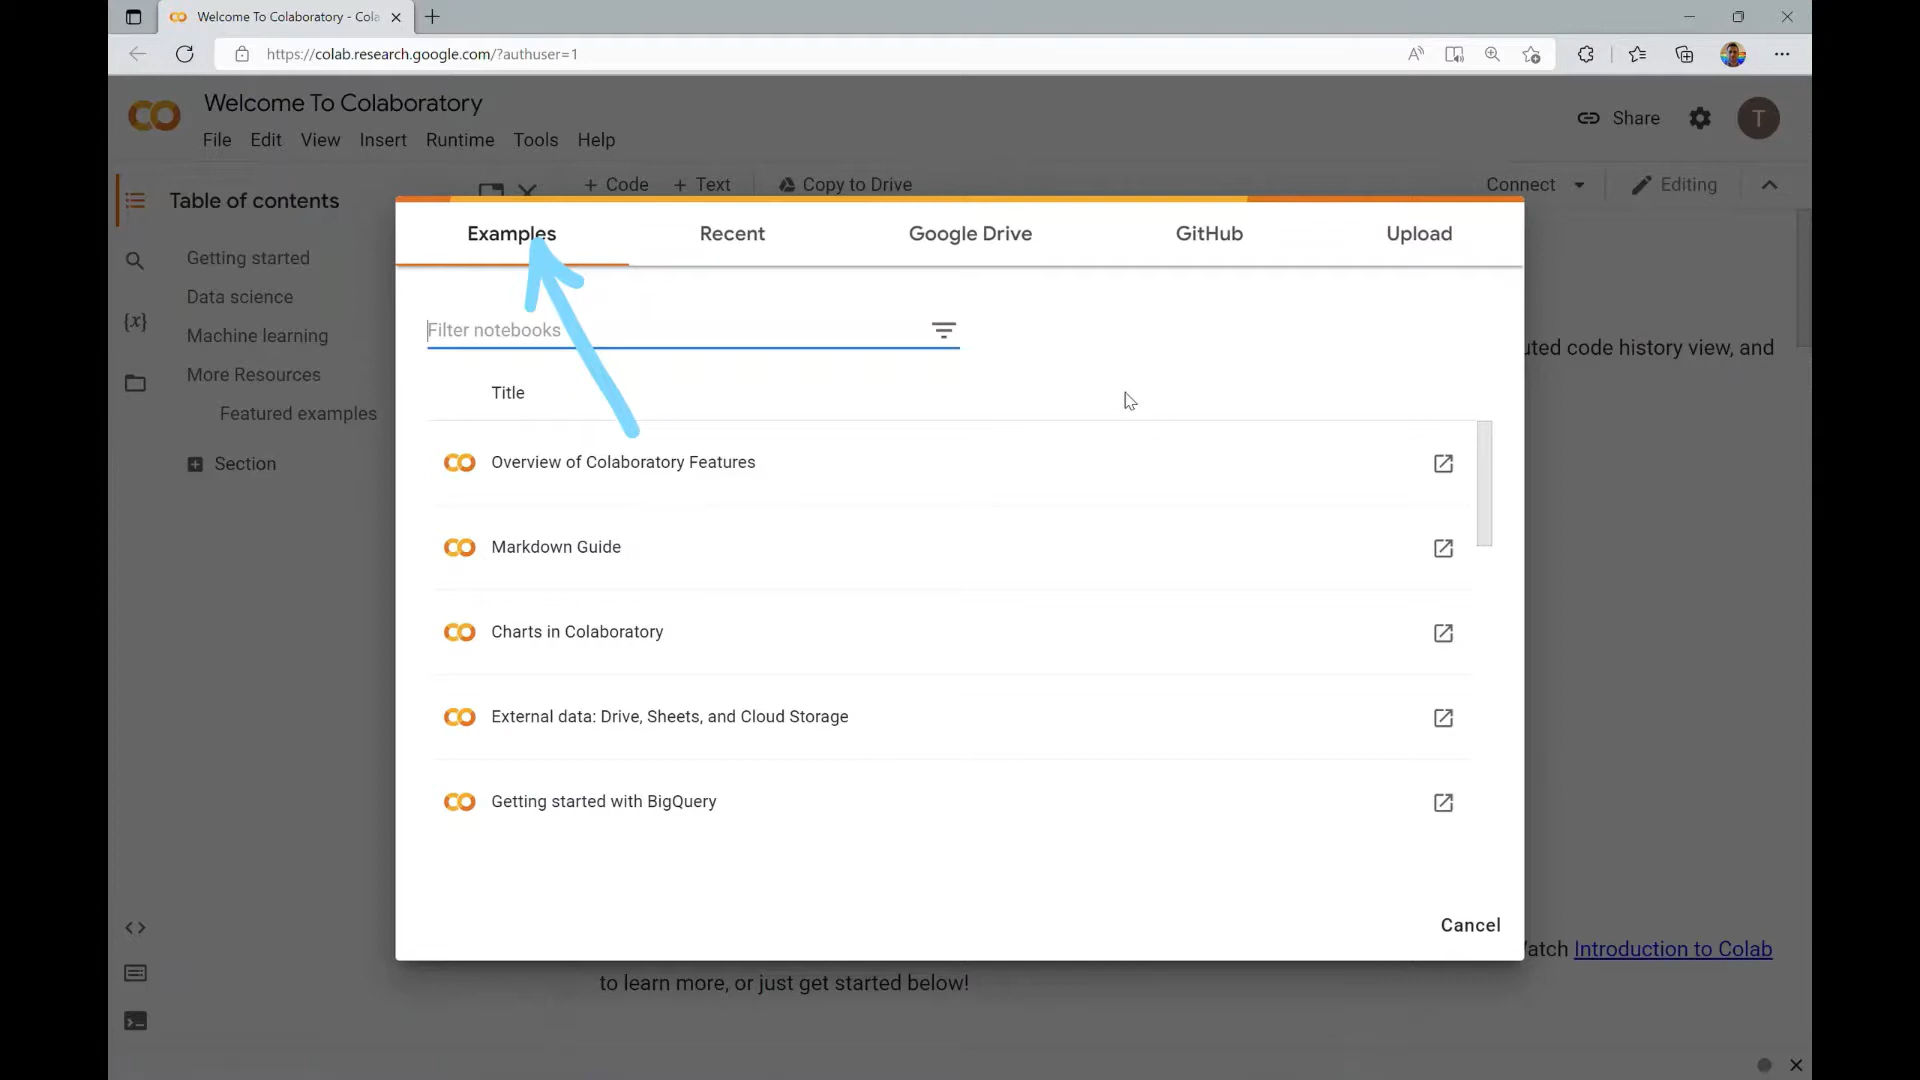 Welcome To Colaboratory - Cola
https://colab.research.google.com/?authuser=1
Welcome To Colaboratory
File Edit View Insert Runtime Tools Help
Share
T
Table of contents
+ Code + Text Copy to Drive
Connect
Editing
Getting started
Data science
Machine learning
More Resources
Featured examples
Section
Examples Recent Google Drive GitHub Upload
Filter notebooks
Title
Overview of Colaboratory Features
Markdown Guide
Charts in Colaboratory
External data: Drive, Sheets, and Cloud Storage
Getting started with BigQuery
Cancel
uted code history view, and
atch Introduction to Colab
to learn more, or just get started below!